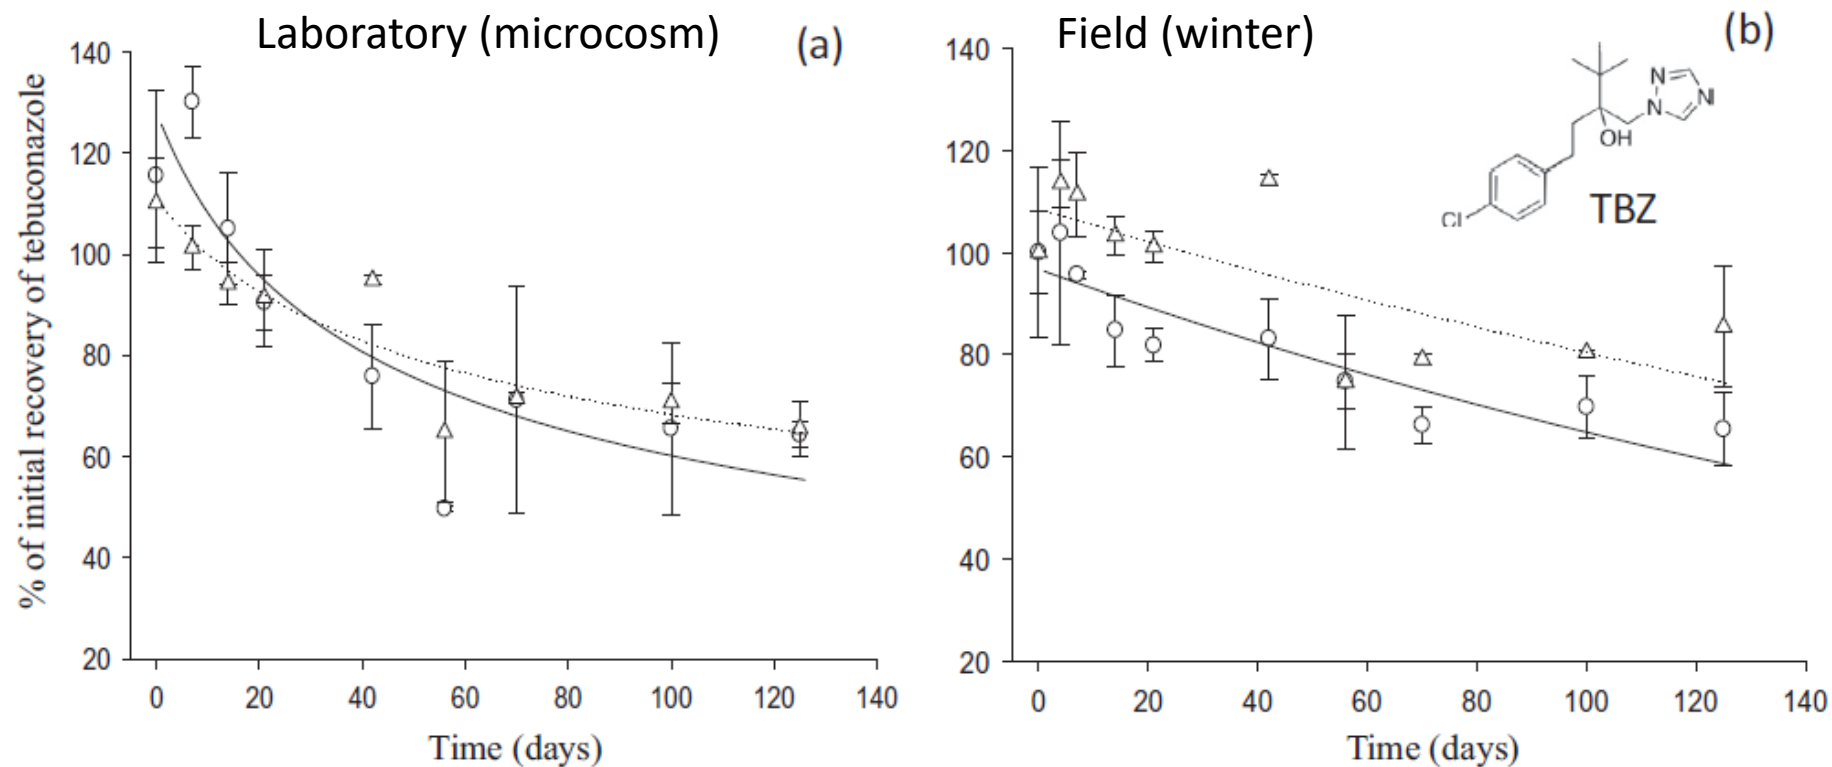 Laboratory (microcosm)
(a)
% of initial recovery of tebuconazole
140
120
100
80
60
40
20
0 20 40 60 80 100 120 140
Time (days)
Field (winter)
(b)
140
120
100
80
60
40
20
0 20 40 60 80 100 120 140
Time (days)
N
N
N
OH
Cl
TBZ